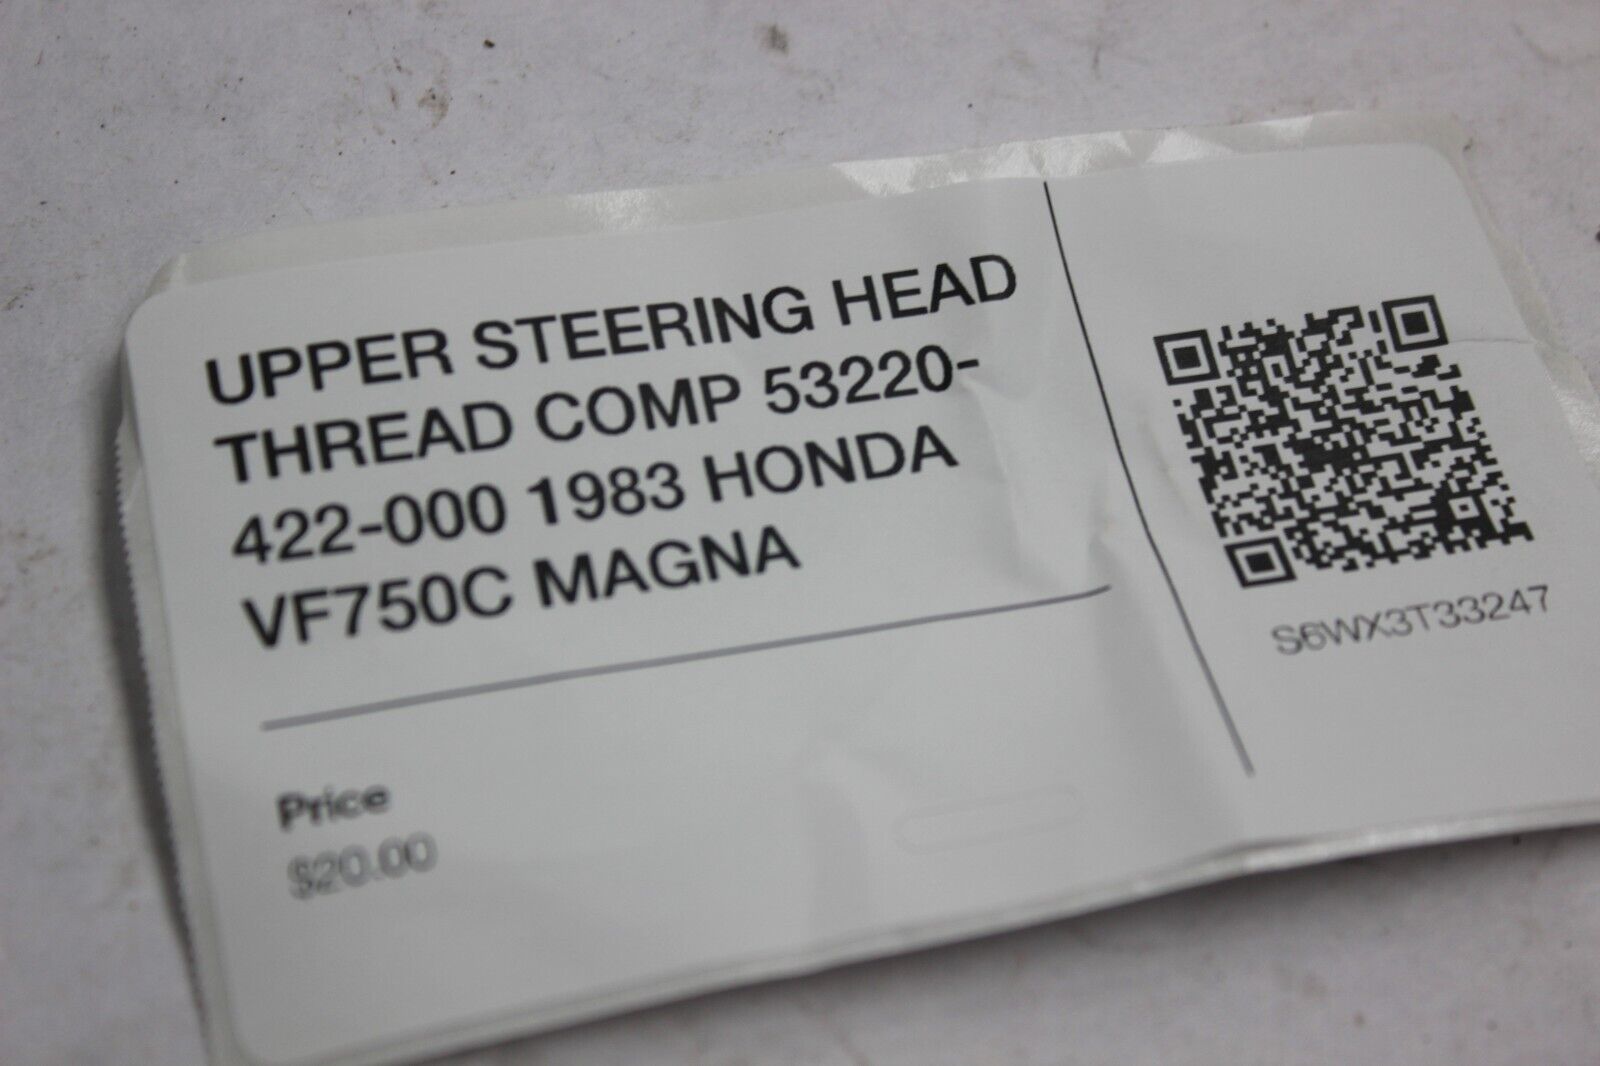 UPPER STEERING HEAD
THREAD COMP 53220-
422-000 1983 HONDA
VF750C MAGNA
Price
$20.00
S6WX3T33247